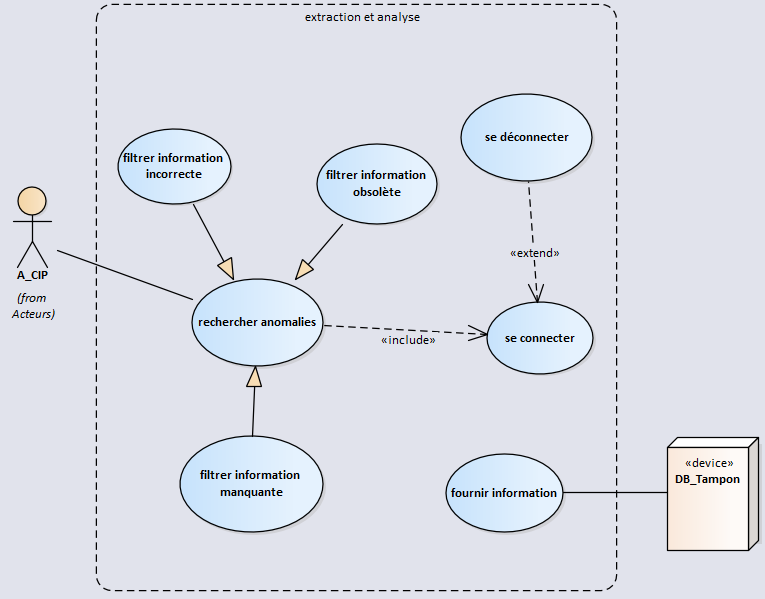 extraction et analyse
se déconnecter
filtrer information
incorrecte
filtrer information
obsolète
«extend»
A_CIP
(from
Acteurs)
rechercher anomalies
«include»
se connecter
filtrer information
manquante
fournir information
«device»
DB_Tampon